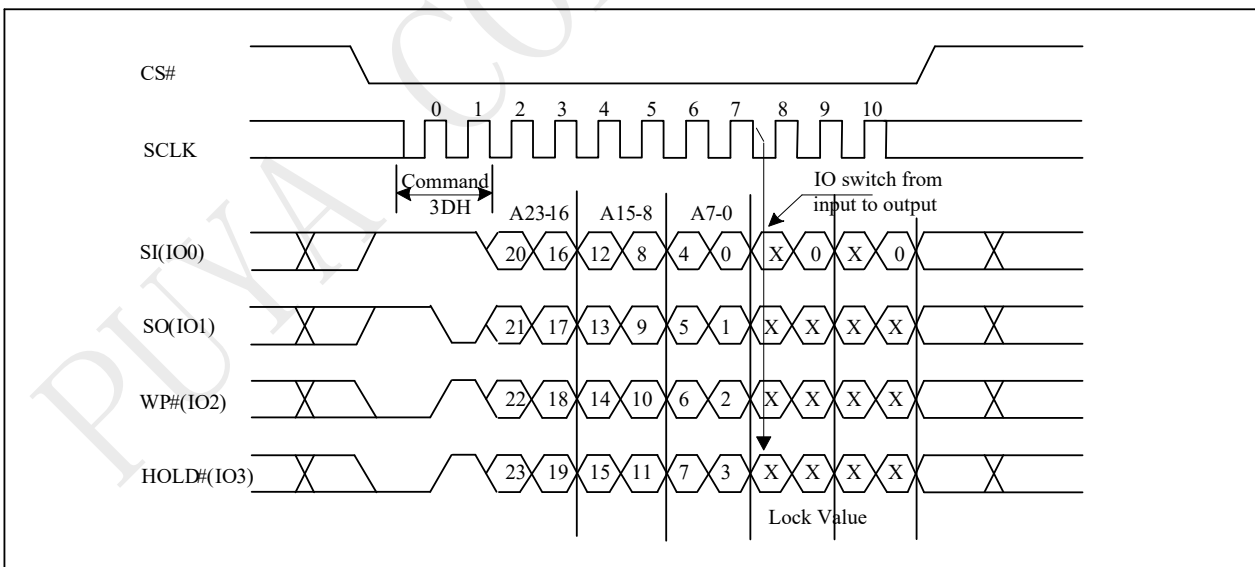 PUYA CON
CS#
0 1 2 3 4 5 6 7 8 9 10
SCLK
Command
3DH
IO switch from
input to output
A23-16 A15-8 A7-0
SI(IO0) 20 16 12 8 4 0 X 0 X 0
SO(IO1) 21 17 13 9 5 1 X X X X
WP#(IO2) 22 18 14 10 6 2 X X X X
HOLD#(IO3) 23 19 15 11 7 3 X X X X
Lock Value